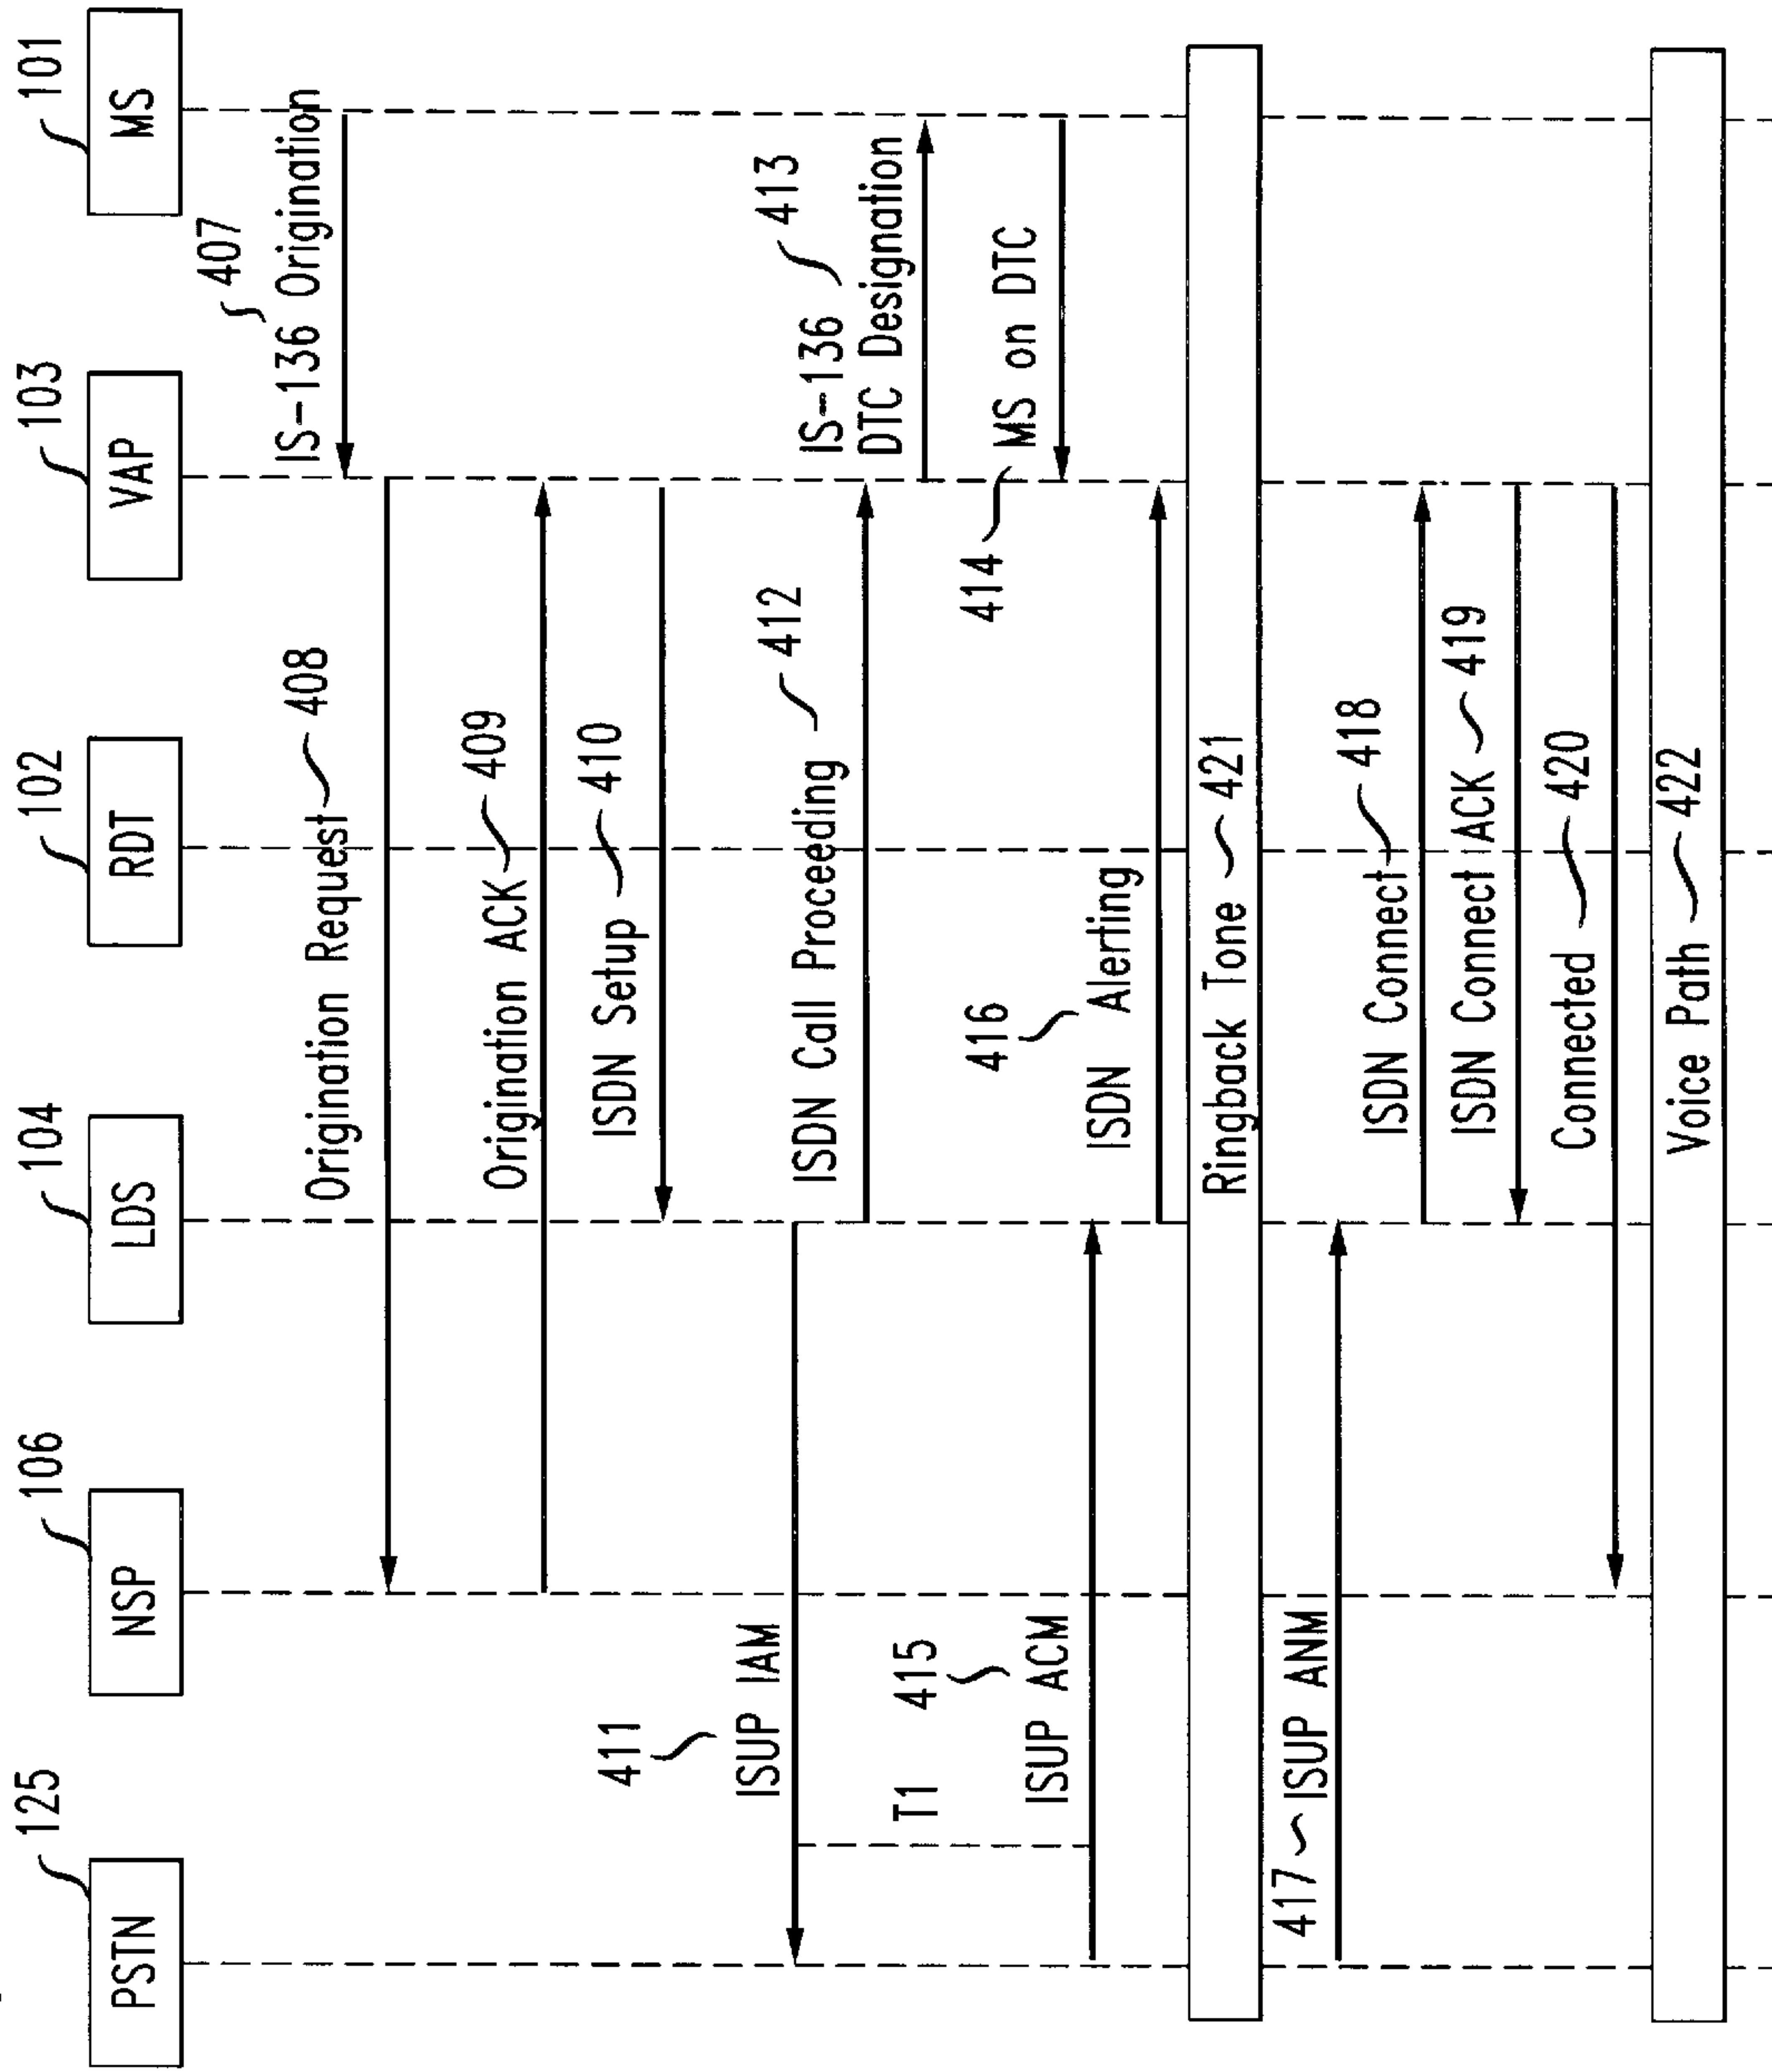 PSTN
125
NSP
106
LDS
104
RDT
102
VAP
103
MS
101
407
IS-136 Origination
Origination Request
408
Origination ACK
409
ISDN Setup
410
411
ISUP IAM
ISDN Call Proceeding
412
IS-136
DTC Designation
413
414
MS on DTC
T1
415
ISUP ACM
416
ISDN Alerting
Ringback Tone
421
417
ISUP ANM
ISDN Connect
418
ISDN Connect ACK
419
Connected
420
Voice Path
422